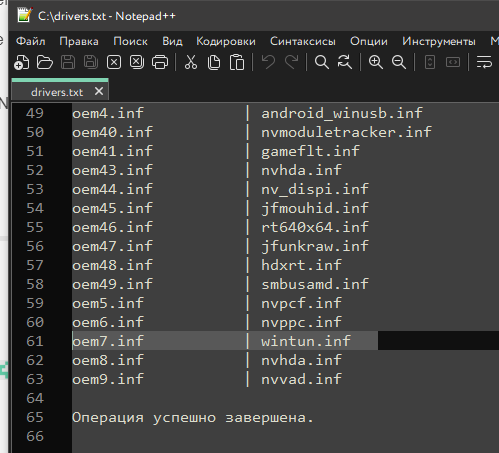 C:\drivers.txt - Notepad++
Файл Правка Поиск Вид Кодировки Синтаксисы Опции Инструменты
drivers.txt
49 oem4.inf | android_winusb.inf
50 oem40.inf | nvmoduletracker.inf
51 oem41.inf | gameflt.inf
52 oem43.inf | nvhda.inf
53 oem44.inf | nv_dispi.inf
54 oem45.inf | jfmouhid.inf
55 oem46.inf | rt640x64.inf
56 oem47.inf | jfunkraw.inf
57 oem48.inf | hdxrt.inf
58 oem49.inf | smbusamd.inf
59 oem5.inf | nvpcf.inf
60 oem6.inf | nvppc.inf
61 oem7.inf | wintun.inf
62 oem8.inf | nvhda.inf
63 oem9.inf | nvvad.inf
64
65 Операция успешно завершена.
66